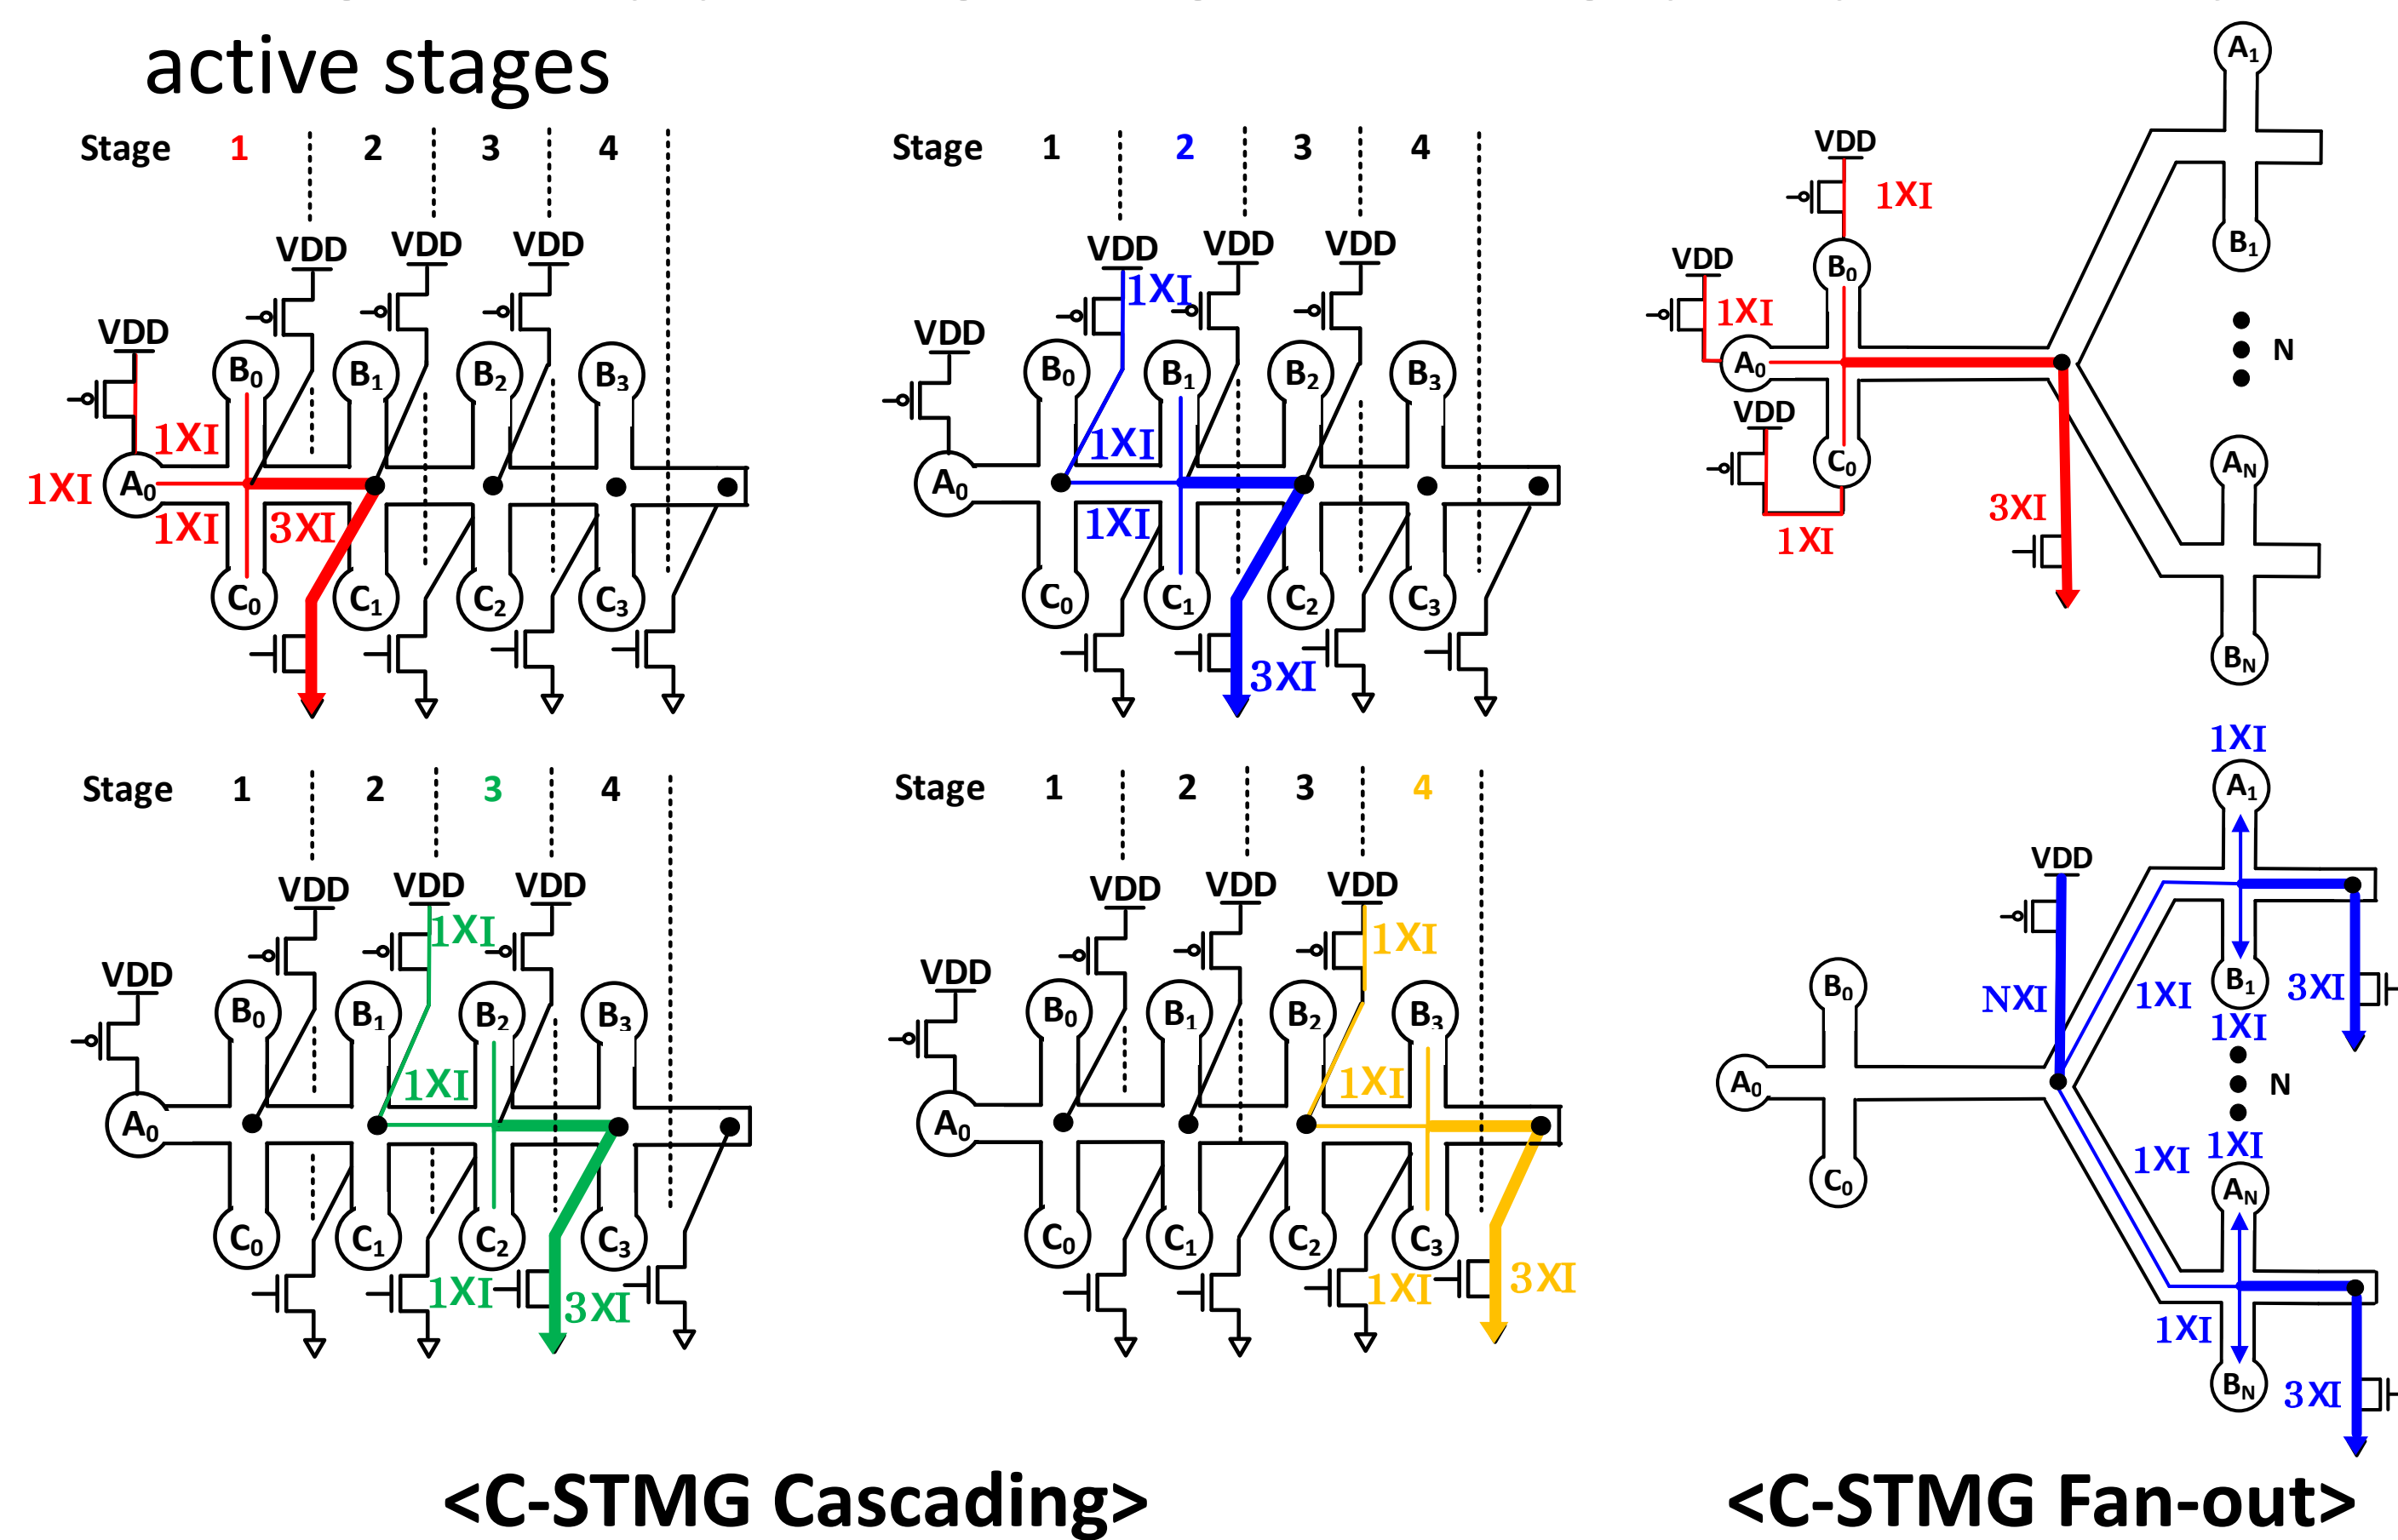 active stages
Stage 1 2 3 4
VDD VDD VDD
VDD
B0 B1 B2 B3
1XI
1XI A0
1XI 3XI
C0 C1 C2 C3
Stage 1 2 3 4
VDD VDD VDD
1XI
VDD
B0 B1 B2 B3
1XI
A0
1XI
C0 C1 C2 C3
3XI
A1
VDD
1XI
B1
VDD
B0
1XI
N
A0
VDD
C0
AN
3XI
1XI
BN
Stage 1 2 3 4
VDD VDD VDD
1XI
VDD
B0 B1 B2 B3
1XI
A0
C0 C1 C2 C3
1XI 3XI
Stage 1 2 3 4
VDD VDD VDD
1XI
VDD
B0 B1 B2 B3
1XI
A0
C0 C1 C2 C3
1XI 3XI
1XI
A1
VDD
B0 NXI 1XI B1 3XI
1XI
A0 N
1XI 1XI
C0 AN
1XI
BN 3XI
<C-STMG Cascading>
<C-STMG Fan-out>